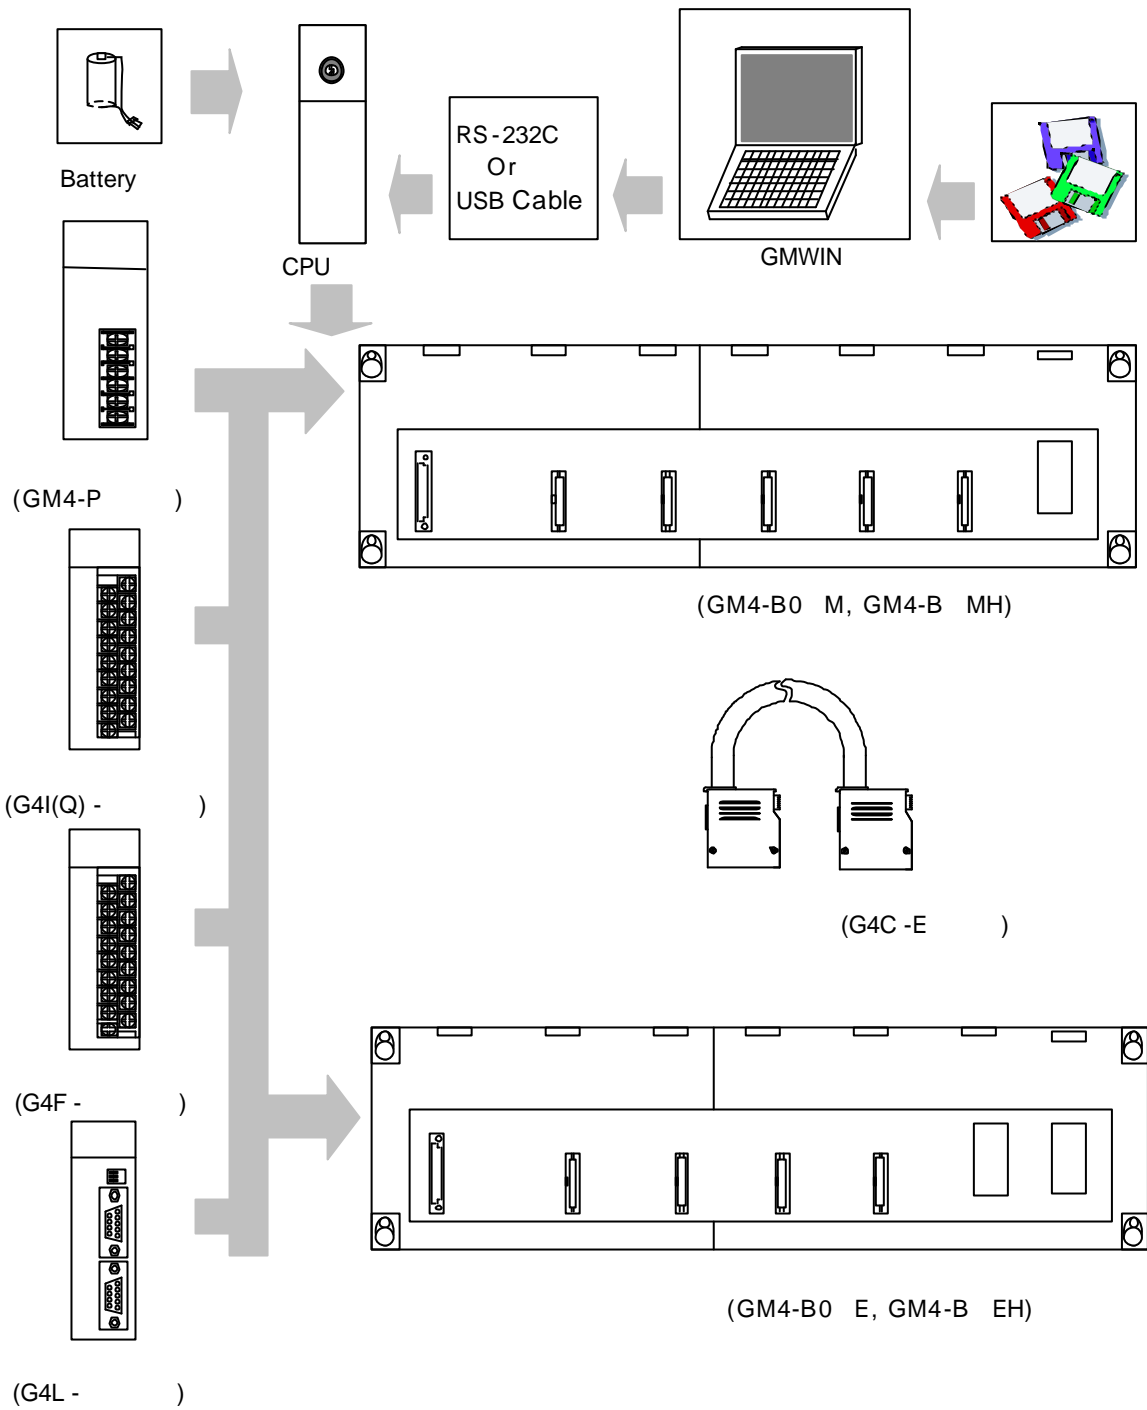 RS-232C
Or
USB Cable
Battery
GMWIN
CPU
(GM4-P )
(GM4-B0 M, GM4-B MH)
(G4I(Q) - )
(G4C -E )
(G4F - )
(GM4-B0 E, GM4-B EH)
(G4L - )